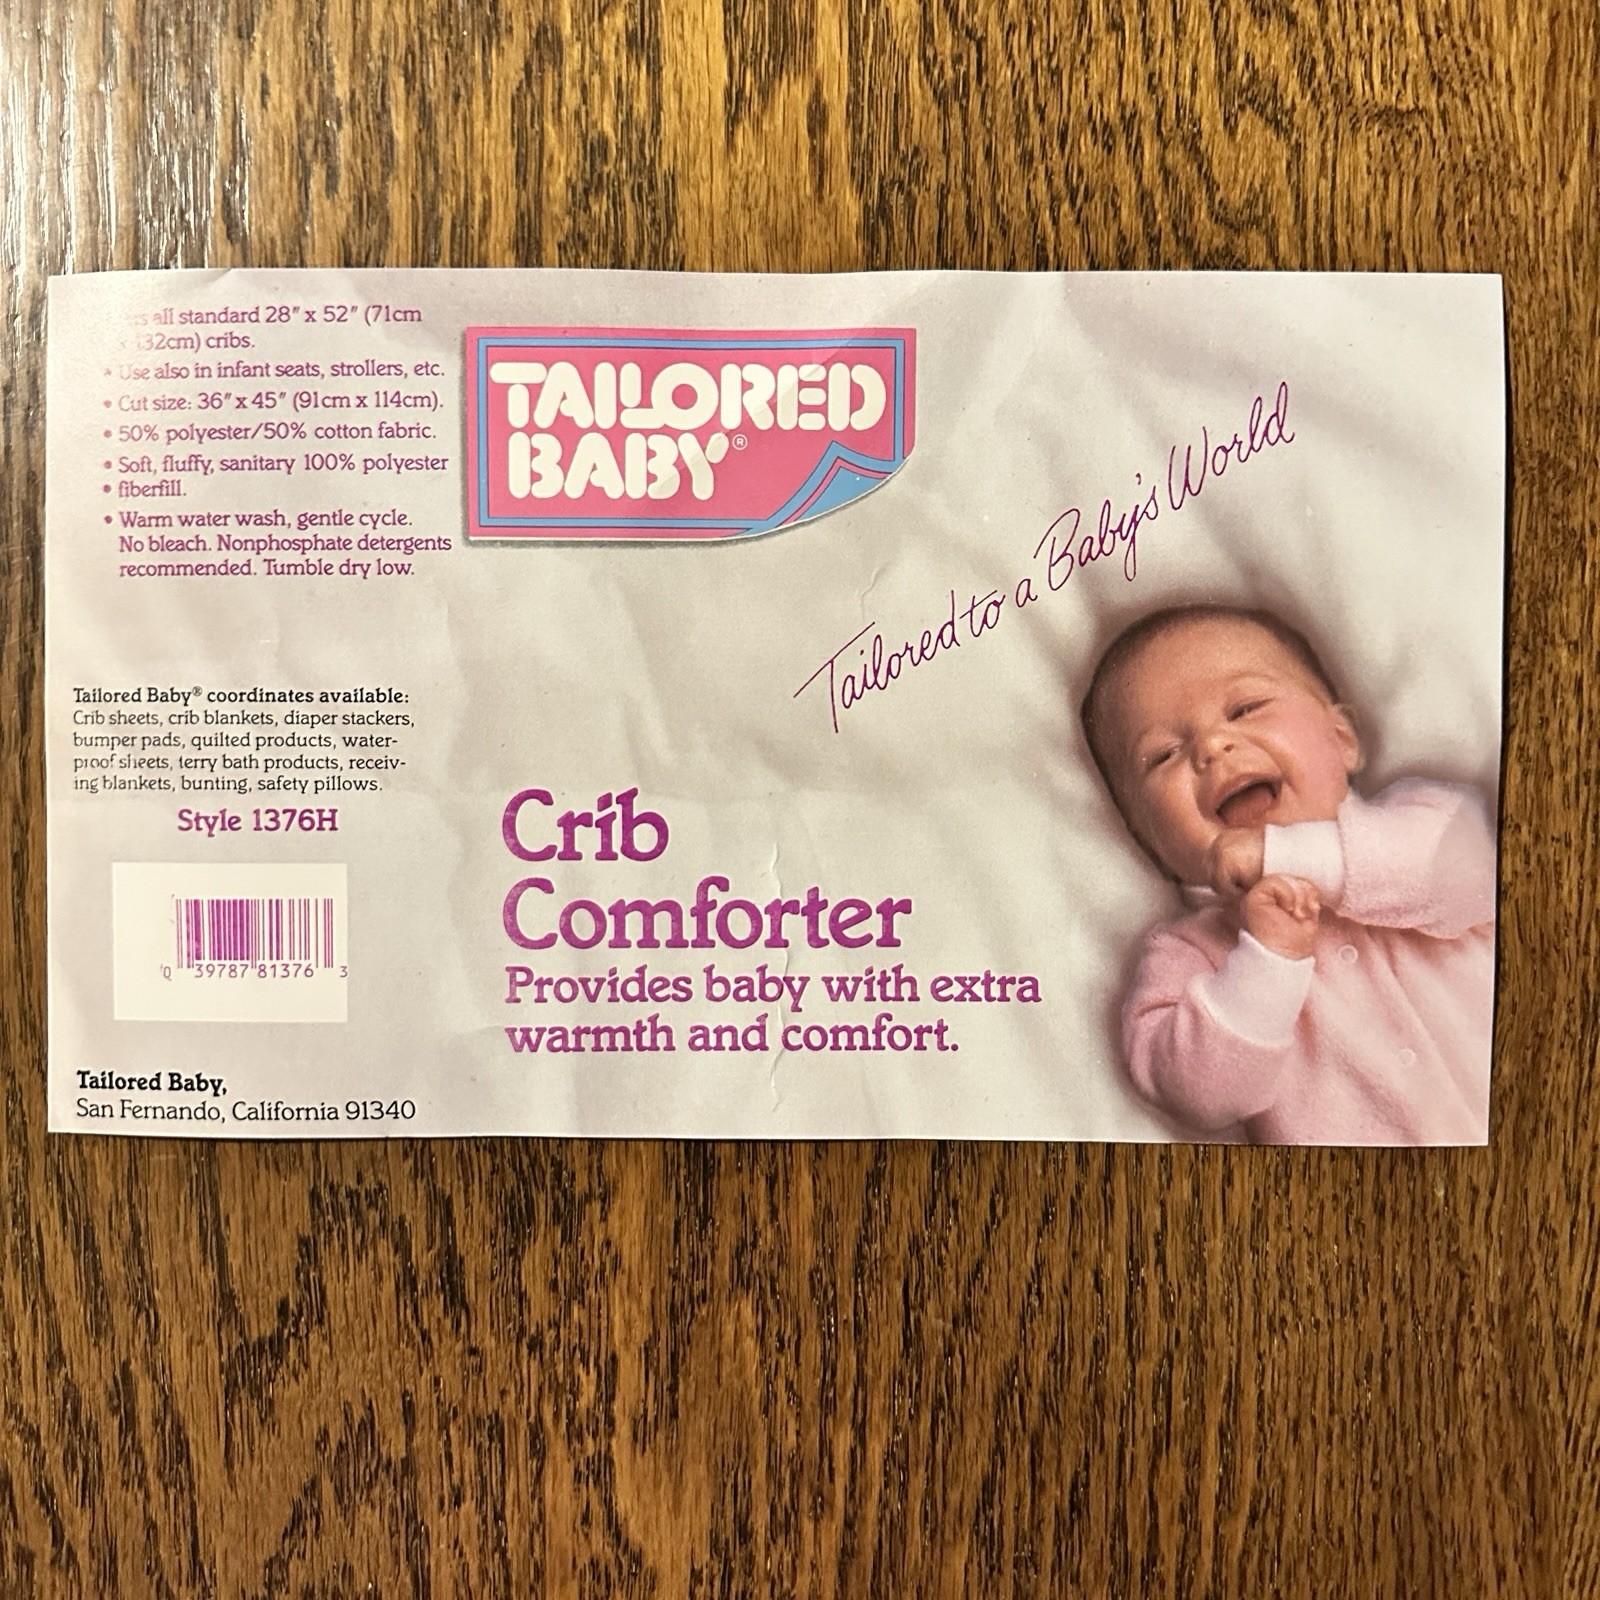 all standard 28" x 52" (71cm
x 132cm) cribs.
• Use also in infant seats, strollers, etc.
• Cut size: 36" x 45" (91cm x 114cm).
• 50% polyester/50% cotton fabric.
• Soft, fluffy, sanitary 100% polyester
• fiberfill.
• Warm water wash, gentle cycle.
No bleach. Nonphosphate detergents
recommended. Tumble dry low.
Tailored Baby® coordinates available:
Crib sheets, crib blankets, diaper stackers,
bumper pads, quilted products, water-
proof sheets, terry bath products, receiv-
ing blankets, bunting, safety pillows.
Style 1376H
0 39787 81376 3
Tailored Baby,
San Fernando, California 91340
TAILORED
BABY®
Tailored to a Baby's World
Crib
Comforter
Provides baby with extra
warmth and comfort.